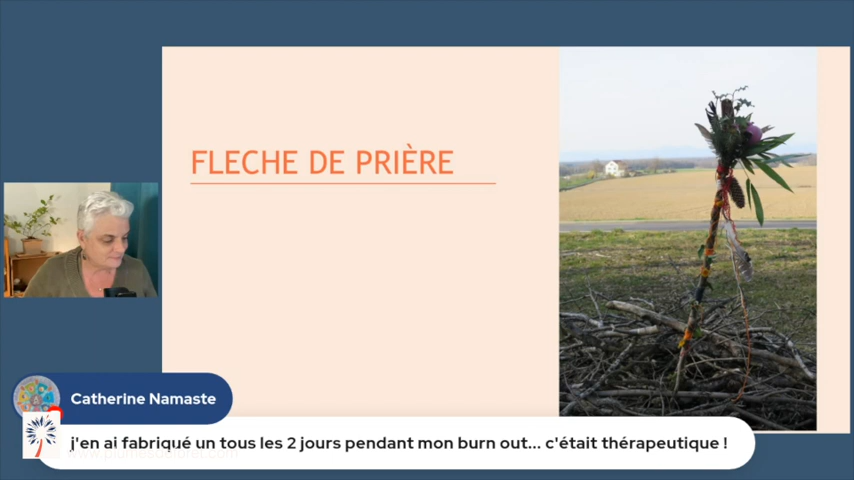 FLECHE DE PRIÈRE
Catherine Namaste
j'en ai fabriqué un tous les 2 jours pendant mon burn out... c'était thérapeutique !